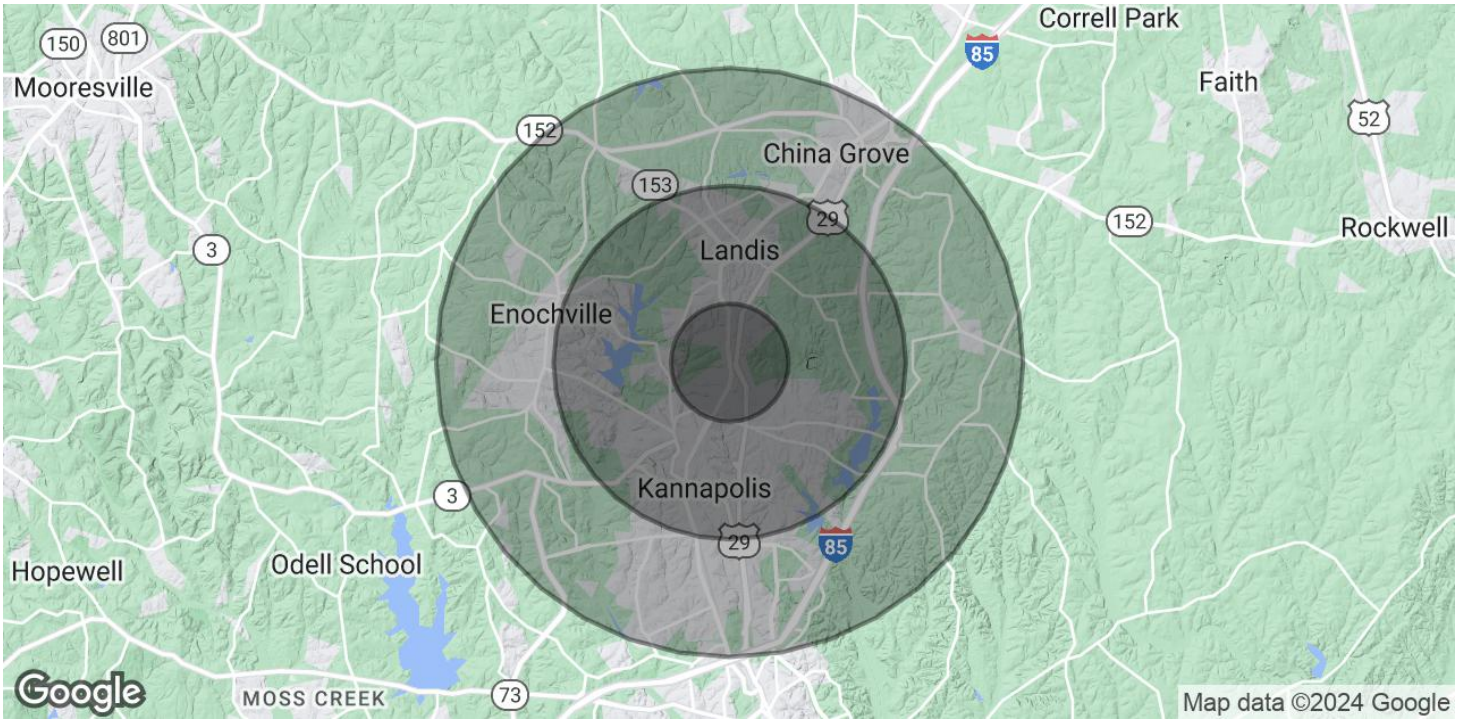 Correll Park
150
801
85
Mooresville
Faith
52
152
China Grove
153
29
152
3
Landis
Rockwell
Enochville
3
Kannapolis
29
85
Hopewell
Odell School
73
MOSS CREEK
Google
Map data ©2024 Google